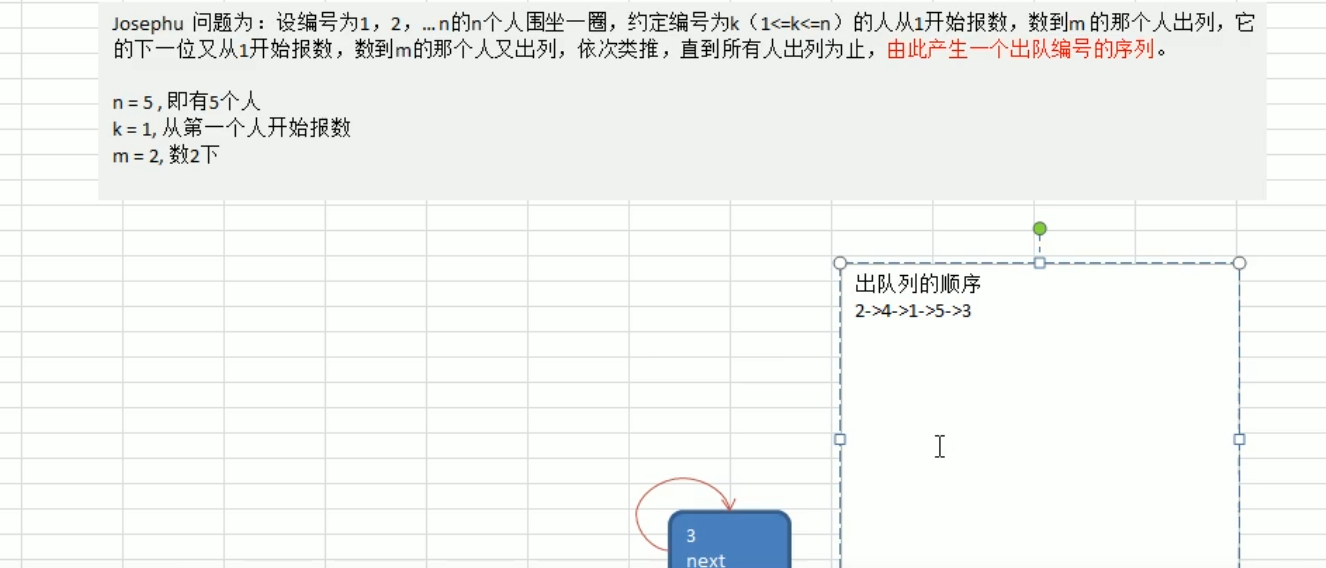 Josephu 问题为：设编号为1，2，… n的n个人围坐一圈，约定编号为k（1<=k<=n）的人从1开始报数，数到m 的那个人出列，它
的下一位又从1开始报数，数到m的那个人又出列，依次类推，直到所有人出列为止，由此产生一个出队编号的序列。
n = 5 , 即有5个人
k = 1, 从第一个人开始报数
m = 2, 数2下
出队列的顺序
2->4->1->5->3
3
next